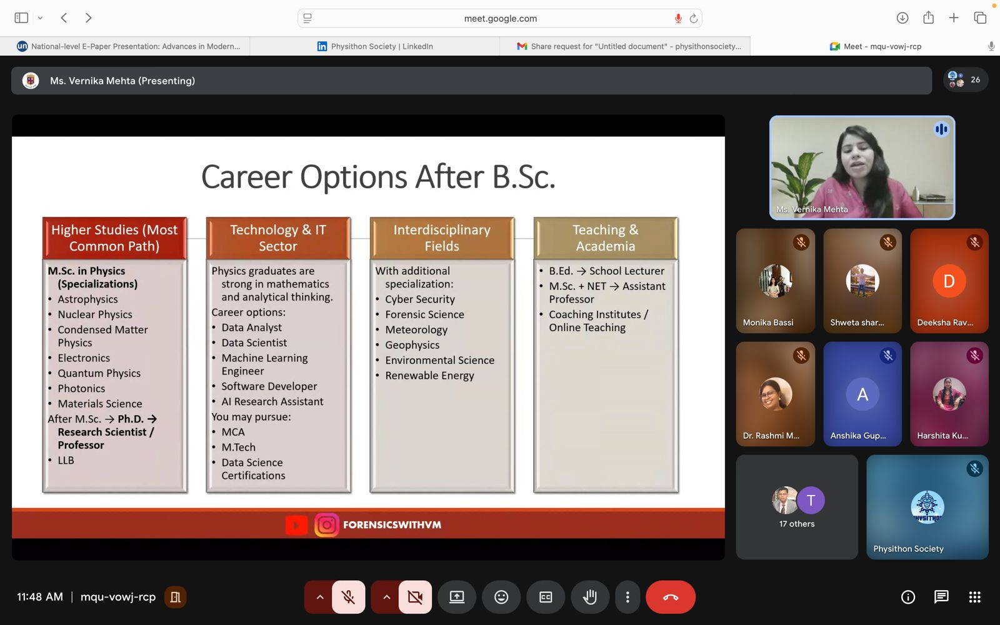 meet.google.com
National-level E-Paper Presentation: Advances in Modern...
Physithon Society | LinkedIn
Share request for "Untitled document" - physithonsociety...
Meet - mqu-vowj-rcp
Ms. Vernika Mehta (Presenting)
26
Career Options After B.Sc.
Higher Studies (Most
Common Path)
M.Sc. in Physics
(Specializations)
• Astrophysics
• Nuclear Physics
• Condensed Matter
Physics
• Electronics
• Quantum Physics
• Photonics
• Materials Science
After M.Sc. → Ph.D. →
Research Scientist /
Professor
• LLB
Technology & IT
Sector
Physics graduates are
strong in mathematics
and analytical thinking.
Career options:
• Data Analyst
• Data Scientist
• Machine Learning
Engineer
• Software Developer
• AI Research Assistant
You may pursue:
• MCA
• M.Tech
• Data Science
Certifications
Interdisciplinary
Fields
With additional
specialization:
• Cyber Security
• Forensic Science
• Meteorology
• Geophysics
• Environmental Science
• Renewable Energy
Teaching &
Academia
• B.Ed. → School Lecturer
• M.Sc. + NET → Assistant
Professor
• Coaching Institutes /
Online Teaching
FORENSICSWITHVM
Ms. Vernika Mehta
Monika Bassi
Shweta shar...
D
Deeksha Rav...
Dr. Rashmi M...
A
Anshika Gup...
Harshita Ku...
T
17 others
Physithon Society
11:48 AM | mqu-vowj-rcp
CC